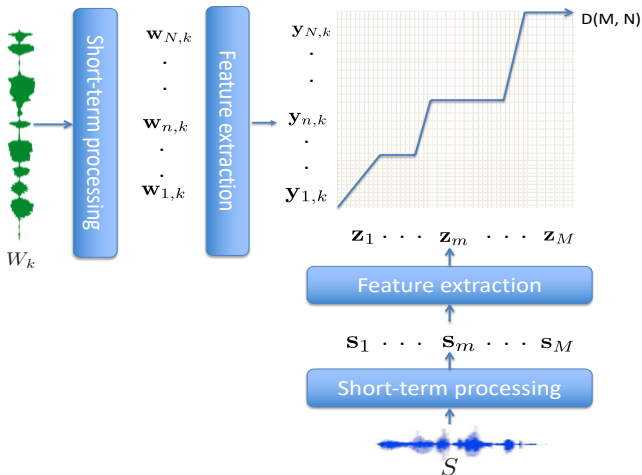 W_k
Short-term processing
w_{N,k}
.
.
w_{n,k}
.
.
w_{1,k}
Feature extraction
y_{N,k}
.
.
y_{n,k}
.
.
y_{1,k}
D(M, N)
z_1 · · · z_m · · · z_M
Feature extraction
s_1 · · · s_m · · · s_M
Short-term processing
S